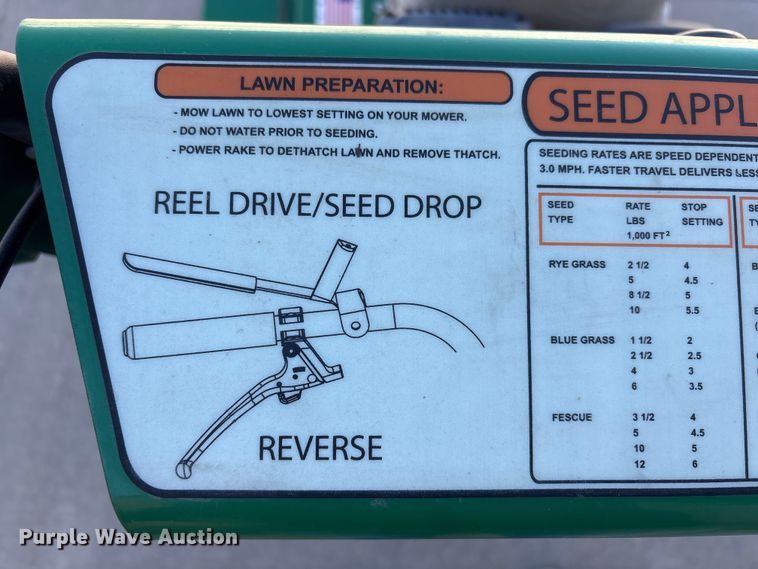 LAWN PREPARATION:
- MOW LAWN TO LOWEST SETTING ON YOUR MOWER.
- DO NOT WATER PRIOR TO SEEDING.
- POWER RAKE TO DETHATCH LAWN AND REMOVE THATCH.
REEL DRIVE/SEED DROP
REVERSE
SEED APPL
SEEDING RATES ARE SPEED DEPENDENT
3.0 MPH. FASTER TRAVEL DELIVERS LESS
SEED RATE STOP
TYPE LBS SETTING
1,000 FT²
RYE GRASS 2 1/2 4
5 4.5
8 1/2 5
10 5.5
BLUE GRASS 1 1/2 2
2 1/2 2.5
4 3
6 3.5
FESCUE 3 1/2 4
5 4.5
10 5
12 6
Purple Wave Auction